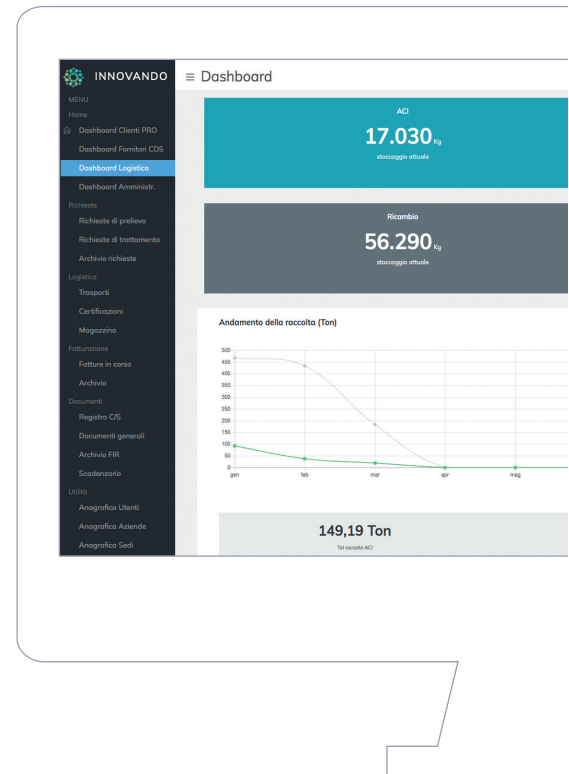 INNOVANDO
MENU
Home
Dashboard Clienti PRO
Dashboard Fornitori CDS
Dashboard Logistica
Dashboard Amministr.
Richieste
Richieste di prelievo
Richieste di trattamento
Archivio richieste
Logistica
Trasporti
Certificazioni
Magazzino
Fatturazione
Fatture in corso
Archivio
Documenti
Registro C/S
Documenti generali
Archivio FIR
Scadenzario
Utilità
Anagrafica Utenti
Anagrafica Aziende
Anagrafica Sedi
Dashboard
ACI
17.030 Kg
stoccaggio attuale
Ricambio
56.290 Kg
stoccaggio attuale
Andamento della raccolta (Ton)
500
450
400
350
300
250
200
150
100
50
0
gen feb mar apr mag
149,19 Ton
Tot raccolta ACI